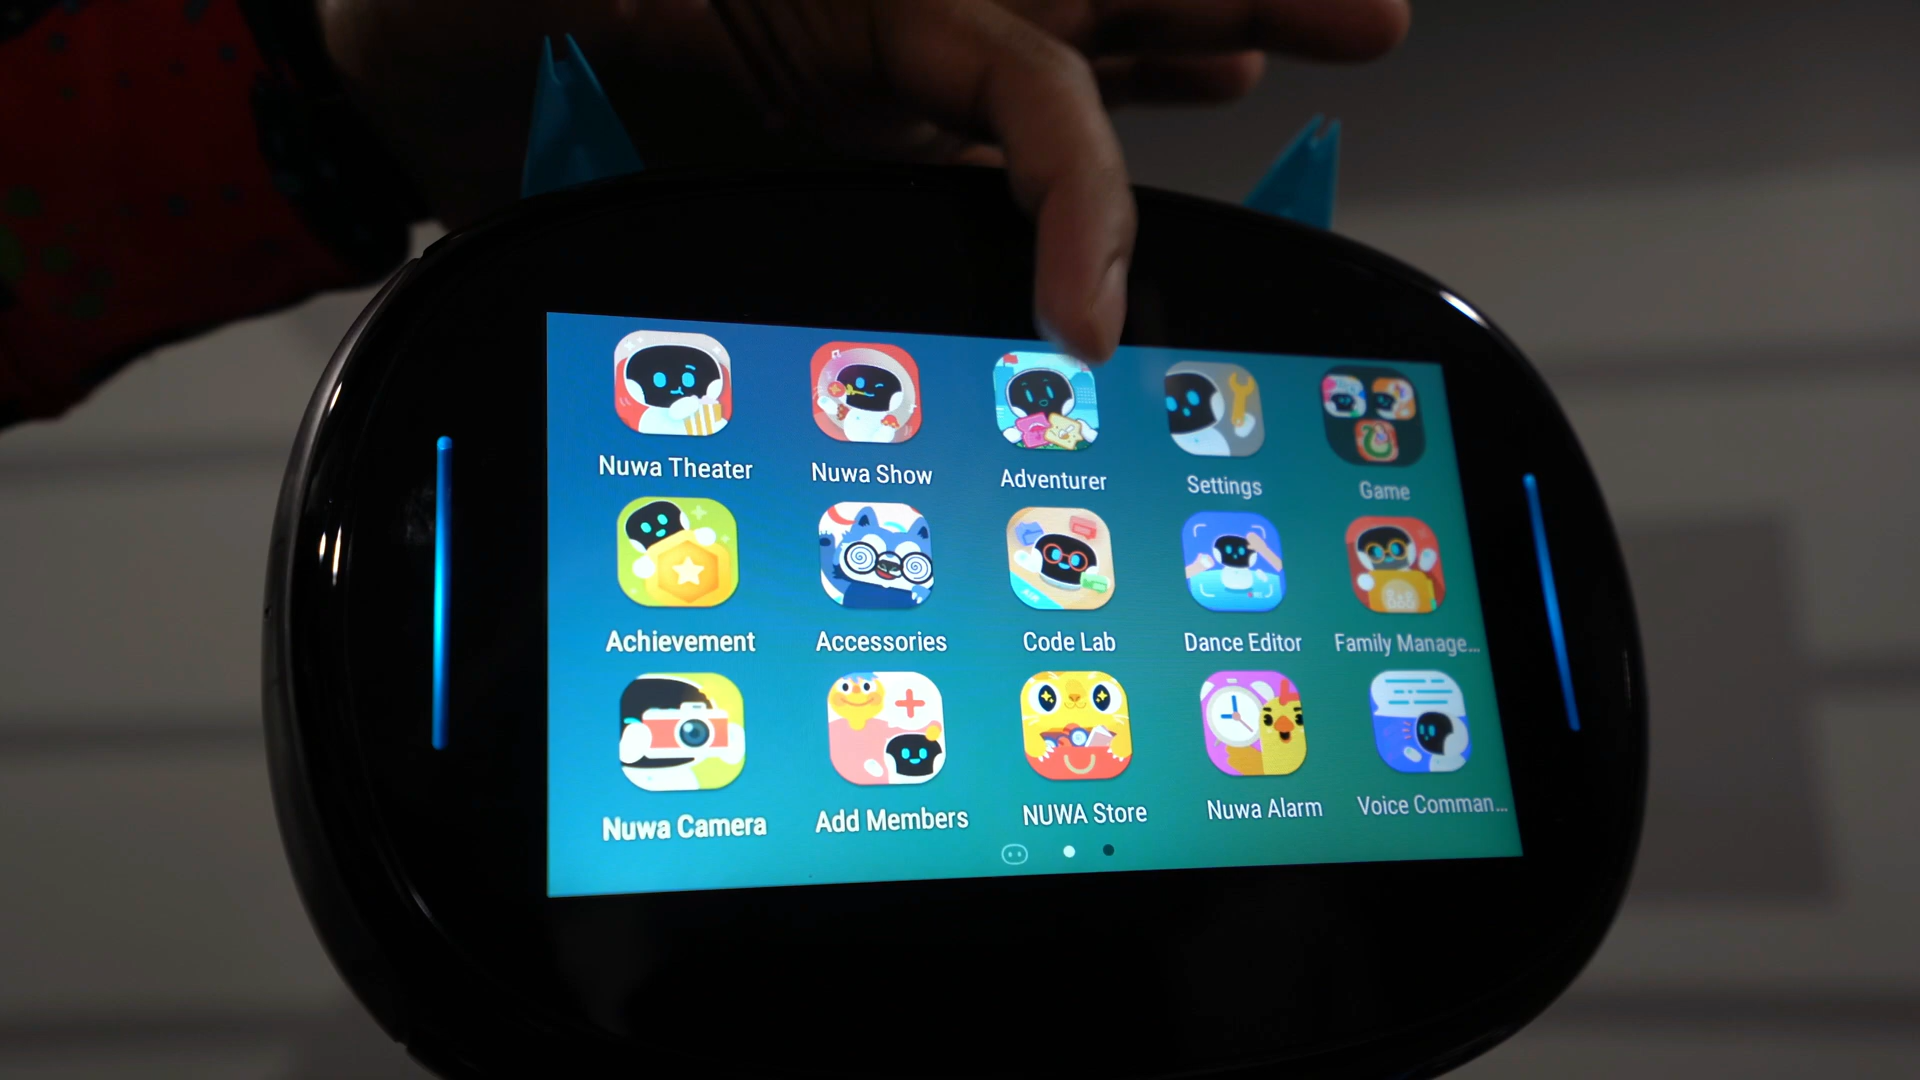 Nuwa Theater
Nuwa Show
Adventurer
Settings
Game
Achievement
Accessories
Code Lab
Dance Editor
Family Manage...
Nuwa Camera
Add Members
NUWA Store
Nuwa Alarm
Voice Comman...